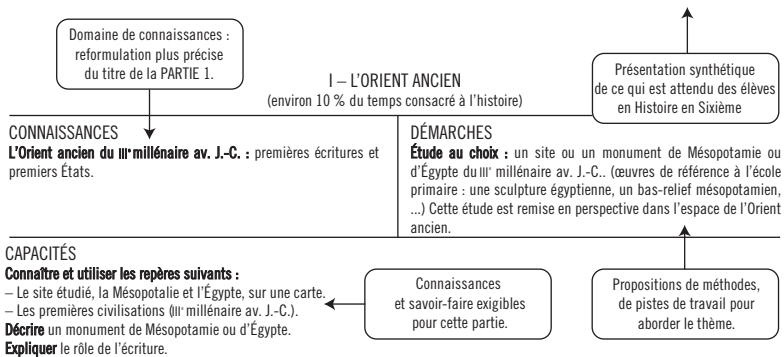 Domaine de connaissances :
reformulation plus précise
du titre de la PARTIE 1.
I – L'ORIENT ANCIEN
(environ 10 % du temps consacré à l'histoire)
Présentation synthétique
de ce qui est attendu des élèves
en Histoire en Sixième
CONNAISSANCES
L'Orient ancien du IIIe millénaire av. J.-C. : premières écritures et
premiers États.
DÉMARCHES
Étude au choix : un site ou un monument de Mésopotamie ou
d'Égypte du IIIe millénaire av. J.-C.. (œuvres de référence à l'école
primaire : une sculpture égyptienne, un bas-relief mésopotamien,
...) Cette étude est remise en perspective dans l'espace de l'Orient
ancien.
CAPACITÉS
Connaître et utiliser les repères suivants :
– Le site étudié, la Mésopotalie et l'Égypte, sur une carte.
– Les premières civilisations (IIIe millénaire av. J.-C.).
Décrire un monument de Mésopotamie ou d'Égypte.
Expliquer le rôle de l'écriture.
Connaissances
et savoir-faire exigibles
pour cette partie.
Propositions de méthodes,
de pistes de travail pour
aborder le thème.